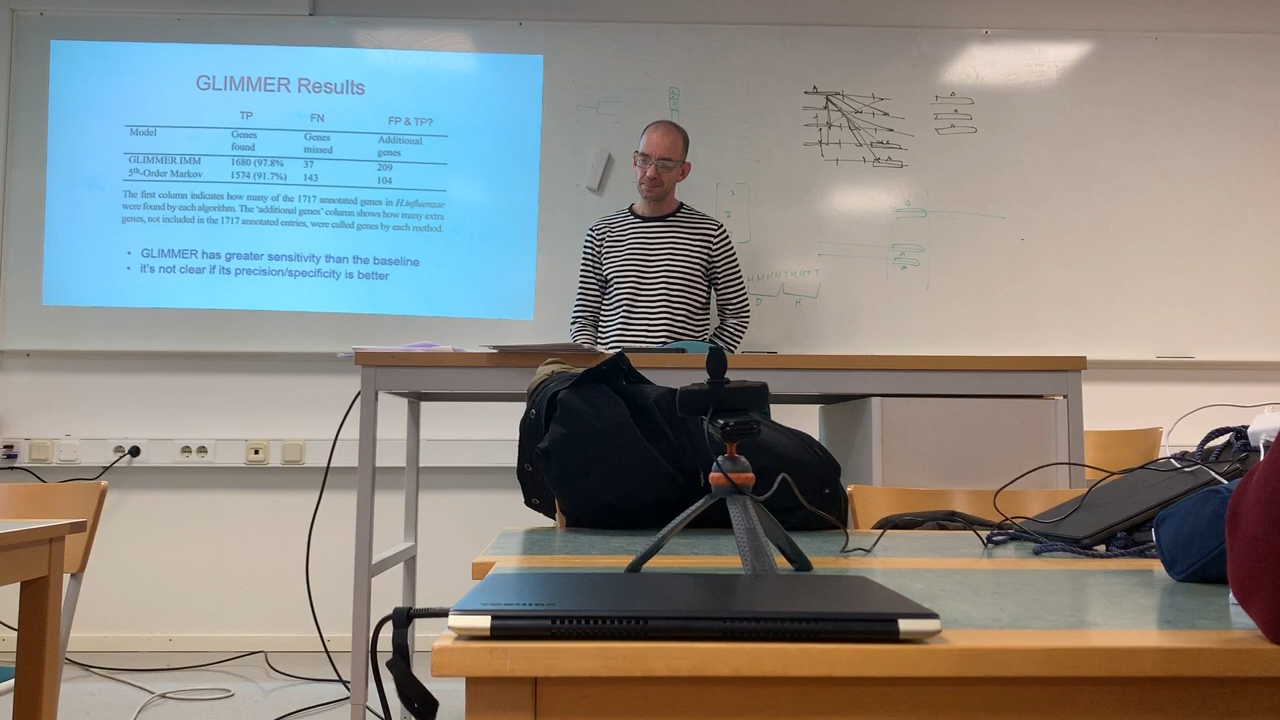 GLIMMER Results
TP FN FP & TP?
Model Genes found Genes missed Additional genes
GLIMMER IMM 1680 (97.8% 37 209
5th-Order Markov 1574 (91.7%) 143 104
The first column indicates how many of the 1717 annotated genes in H.influenzae
were found by each algorithm. The 'additional genes' column shows how many extra
genes, not included in the 1717 annotated entries, were called genes by each method.
• GLIMMER has greater sensitivity than the baseline
• it's not clear if its precision/specificity is better